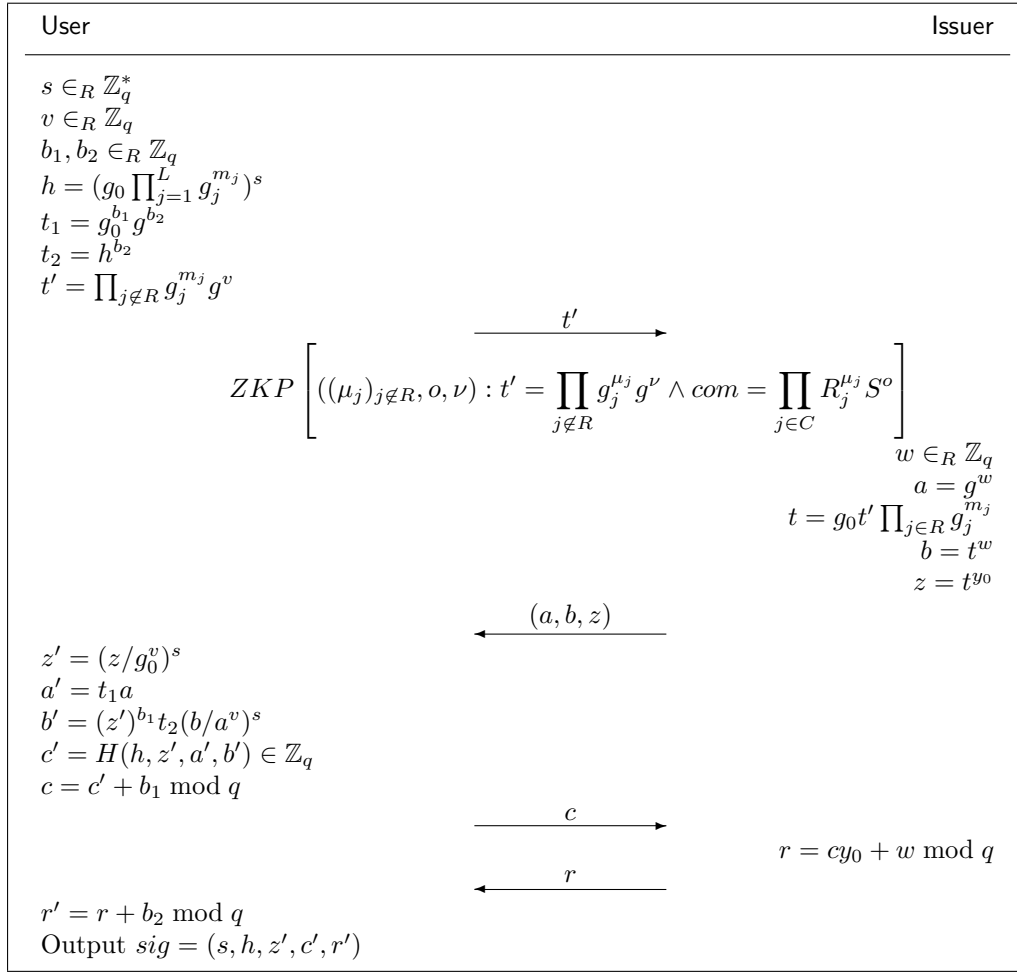 User Issuer
s ∈_R ℤ_q^*
v ∈_R ℤ_q
b_1, b_2 ∈_R ℤ_q
h = (g_0 ∏_{j=1}^{L} g_j^{m_j})^s
t_1 = g_0^{b_1} g^{b_2}
t_2 = h^{b_2}
t′ = ∏_{j∉R} g_j^{m_j} g^v
t′
ZKP [((μ_j)_{j∉R}, o, ν) : t′ = ∏_{j∉R} g_j^{μ_j} g^ν ∧ com = ∏_{j∈C} R_j^{μ_j} S^o]
w ∈_R ℤ_q
a = g^w
t = g_0 t′ ∏_{j∈R} g_j^{m_j}
b = t^w
z = t^{y_0}
(a, b, z)
z′ = (z/g_0^v)^s
a′ = t_1 a
b′ = (z′)^{b_1} t_2 (b/a^v)^s
c′ = H(h, z′, a′, b′) ∈ ℤ_q
c = c′ + b_1 mod q
c
r = cy_0 + w mod q
r
r′ = r + b_2 mod q
Output sig = (s, h, z′, c′, r′)